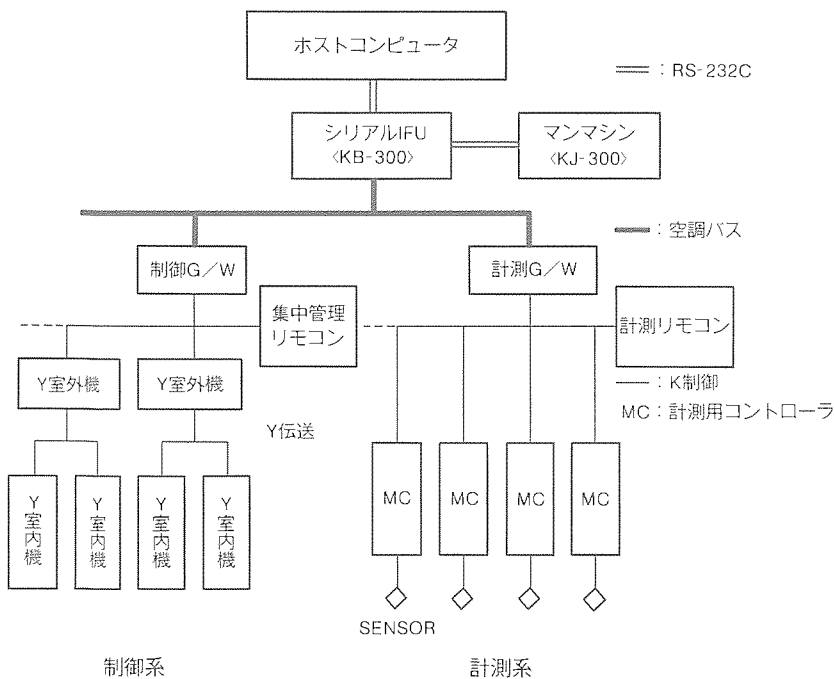 ホストコンピュータ
：RS-232C
シリアルIFU
〈KB-300〉
マンマシン
〈KJ-300〉
：空調バス
制御G／W
計測G／W
集中管理
リモコン
計測リモコン
Y室外機
Y室外機
：K制御
MC：計測用コントローラ
Y伝送
Y室内機
Y室内機
Y室内機
Y室内機
MC
MC
MC
MC
SENSOR
制御系
計測系